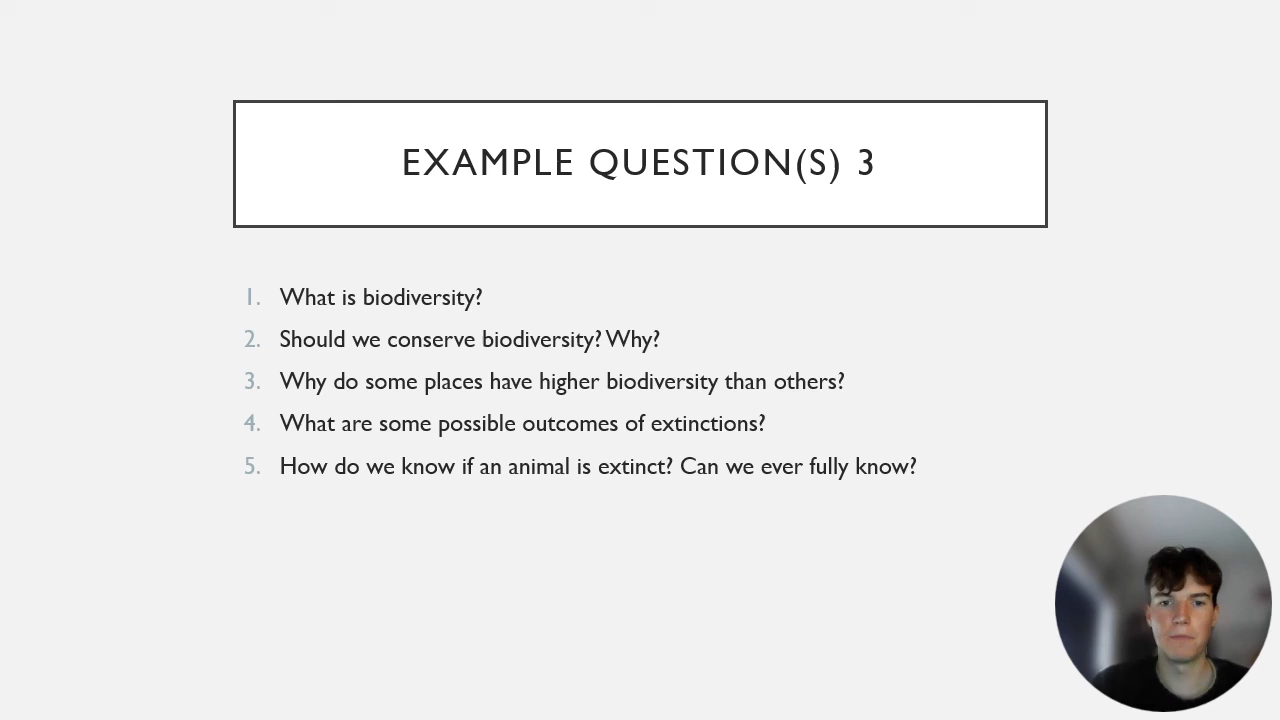 EXAMPLE QUESTION(S) 3
1. What is biodiversity?
2. Should we conserve biodiversity? Why?
3. Why do some places have higher biodiversity than others?
4. What are some possible outcomes of extinctions?
5. How do we know if an animal is extinct? Can we ever fully know?